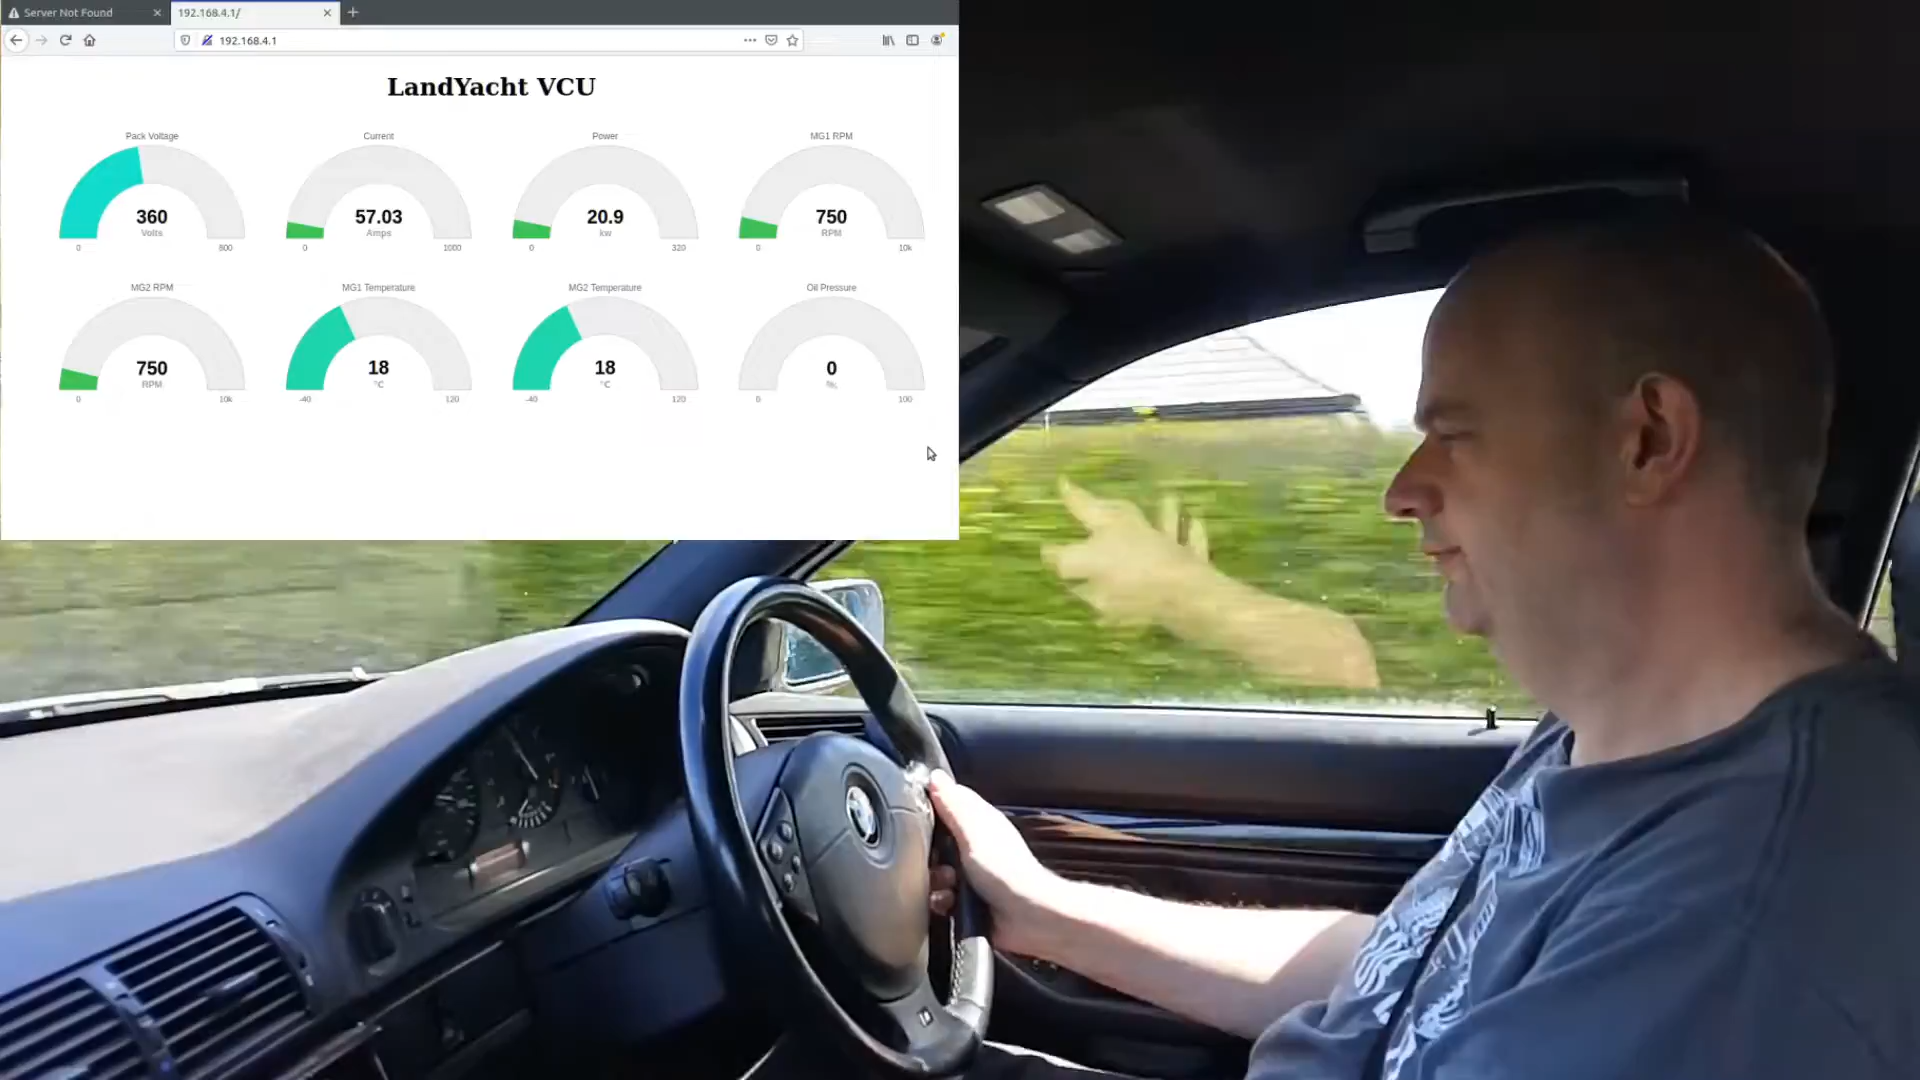 Server Not Found
192.168.4.1/
192.168.4.1
LandYacht VCU
Pack Voltage
360
Volts
0
800
Current
57.03
Amps
0
1000
Power
20.9
kw
0
320
MG1 RPM
750
RPM
0
10k
MG2 RPM
750
RPM
0
10k
MG1 Temperature
18
°C
-40
120
MG2 Temperature
18
°C
-40
120
Oil Pressure
0
%
0
100